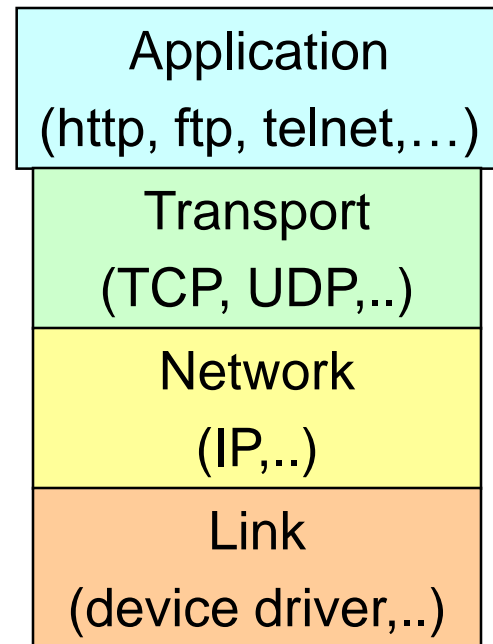 Application
(http, ftp, telnet,…)
Transport
(TCP, UDP,..)
Network
(IP,..)
Link
(device driver,..)